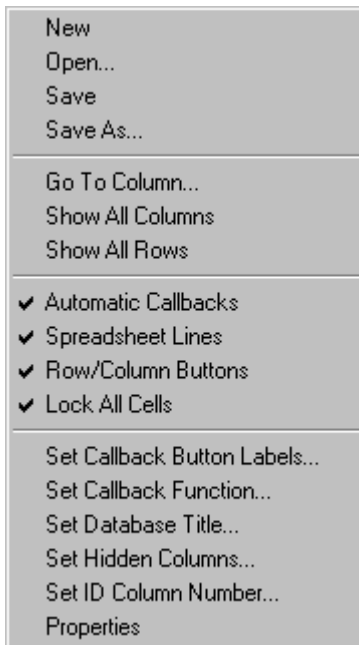 New
Open...
Save
Save As...
Go To Column...
Show All Columns
Show All Rows
Automatic Callbacks
Spreadsheet Lines
Row/Column Buttons
Lock All Cells
Set Callback Button Labels...
Set Callback Function...
Set Database Title...
Set Hidden Columns...
Set ID Column Number...
Properties